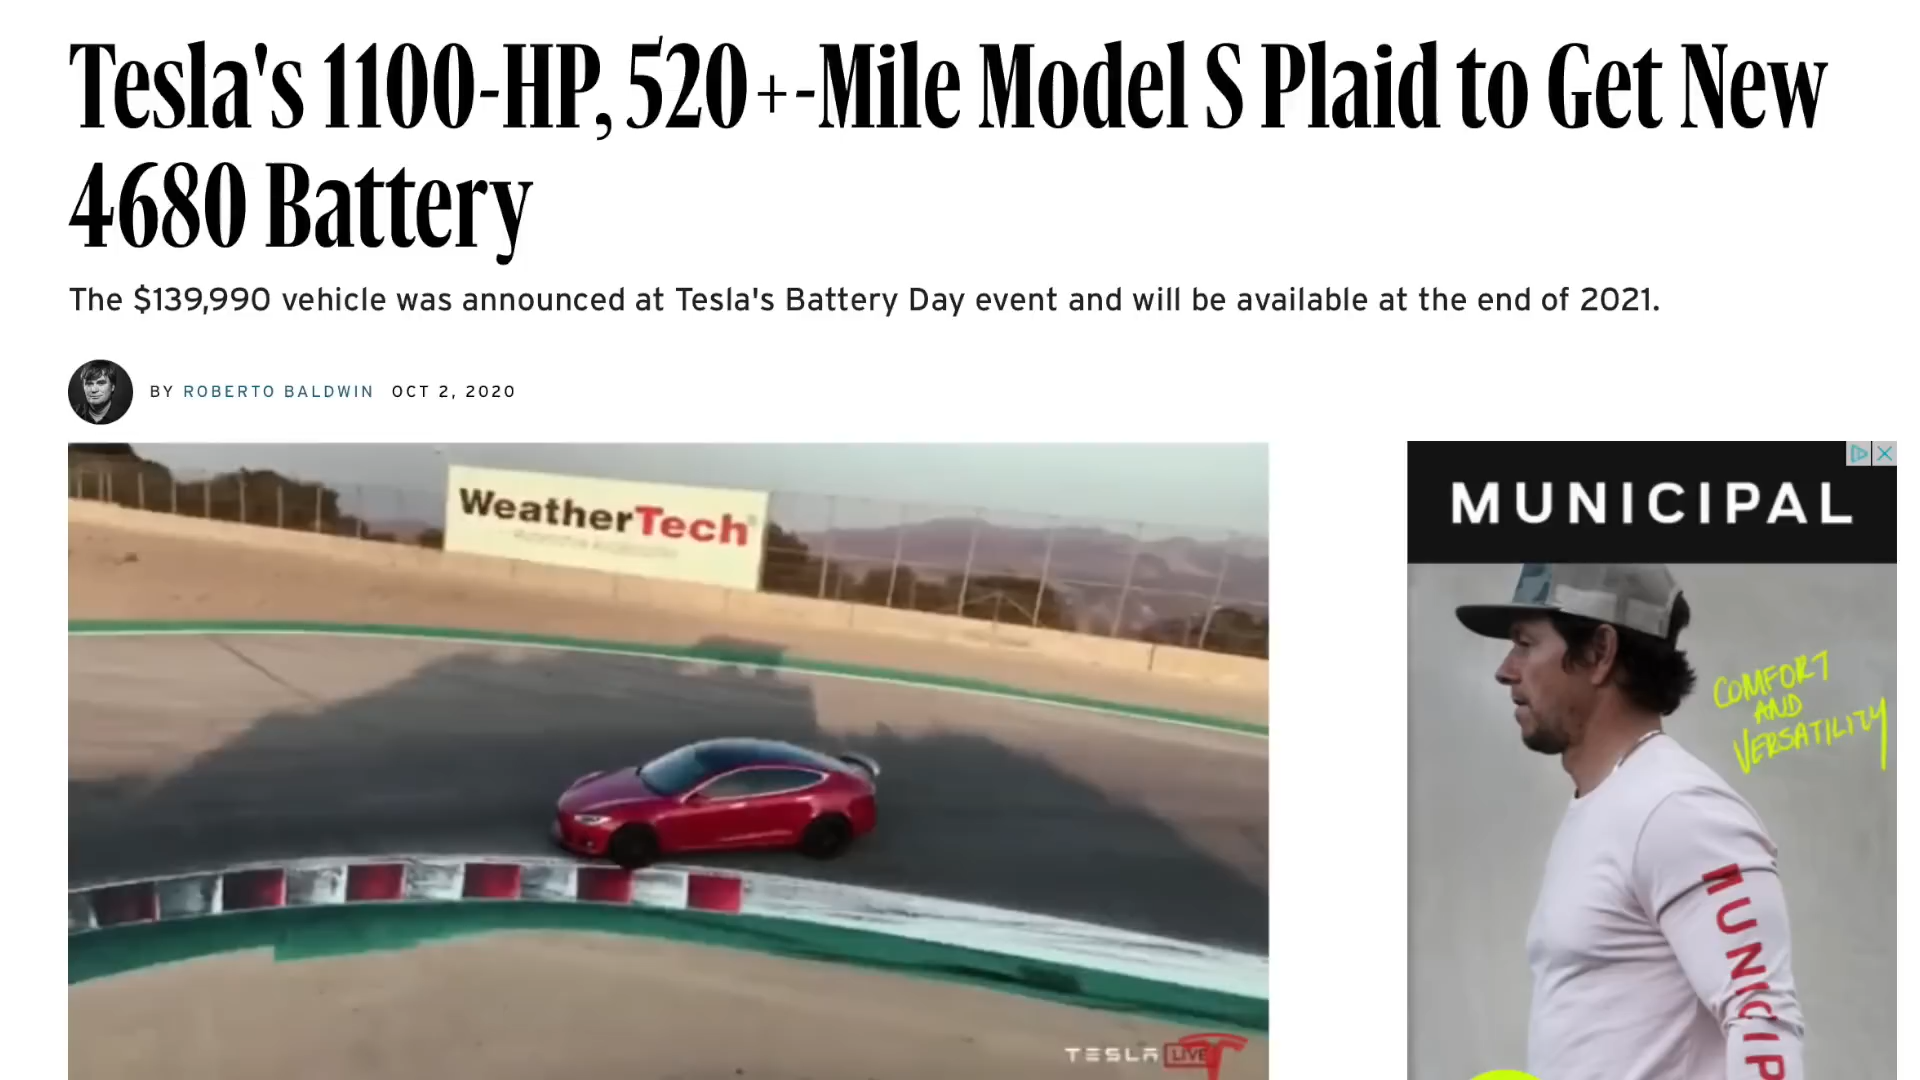 Tesla's 1100-HP, 520+-Mile Model S Plaid to Get New
4680 Battery
The $139,990 vehicle was announced at Tesla's Battery Day event and will be available at the end of 2021.
BY ROBERTO BALDWIN OCT 2, 2020
WeatherTech
TESLA LIVE
MUNICIPAL
COMFORT
AND
VERSATILITY
MUNICIP